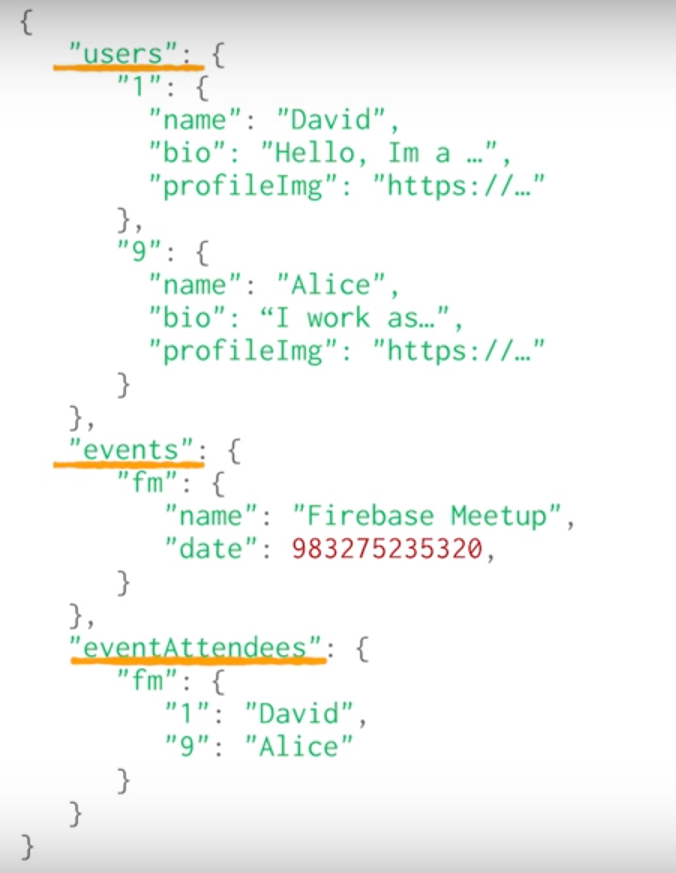 {
"users": {
"1": {
"name": "David",
"bio": "Hello, Im a …",
"profileImg": "https://…"
},
"9": {
"name": "Alice",
"bio": “I work as…",
"profileImg": "https://…"
}
},
"events": {
"fm": {
"name": "Firebase Meetup",
"date": 983275235320,
}
},
"eventAttendees": {
"fm": {
"1": "David",
"9": "Alice"
}
}
}